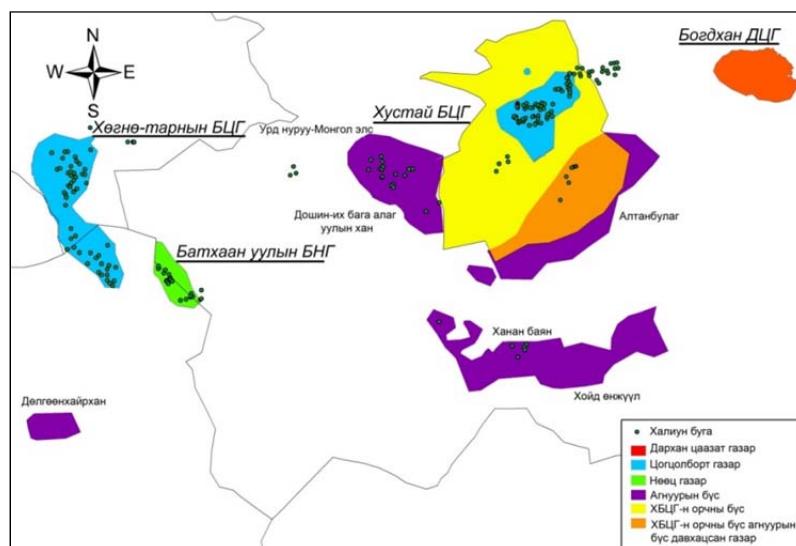 Богдхан ДЦГ
N
W E
S
Хөгнө-тарнын БЦГ
Хустай БЦГ
Урд нуруу-Монгол элс
Дошин-их бага алаг
уулын хан
Алтанбулаг
Батхаан уулын БНГ
Ханан баян
Хойд өнжүүл
Дөлгөөнхайрхан
Халиун буга
Дархан цаазат газар
Цогцолборт газар
Нөөц газар
Агнуурын бүс
ХБЦГ-н орчны бүс
ХБЦГ-н орчны бүс агнуурын
бүс давхацсан газар